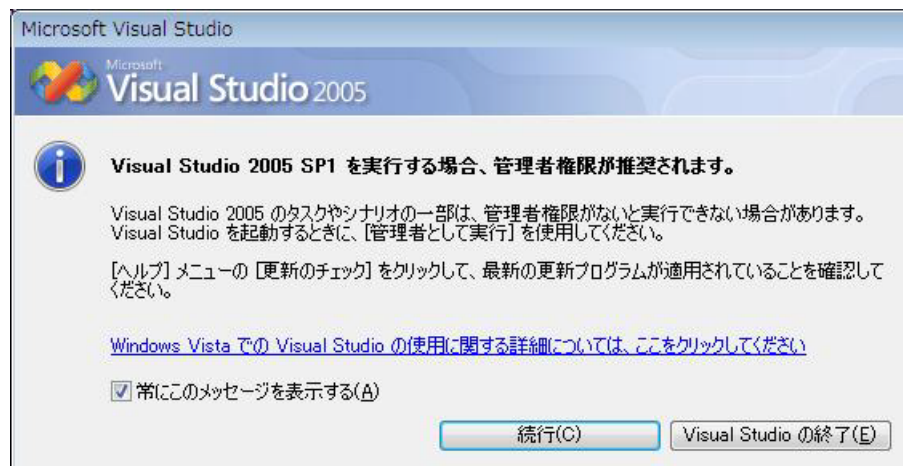 Microsoft Visual Studio
Microsoft
Visual Studio 2005
Visual Studio 2005 SP1 を実行する場合、管理者権限が推奨されます。
Visual Studio 2005 のタスクやシナリオの一部は、管理者権限がないと実行できない場合があります。
Visual Studio を起動するときに、[管理者として実行] を使用してください。
[ヘルプ] メニューの [更新のチェック] をクリックして、最新の更新プログラムが適用されていることを確認して
ください。
Windows Vista での Visual Studio の使用に関する詳細については、ここをクリックしてください
常にこのメッセージを表示する(A)
続行(C) Visual Studio の終了(E)